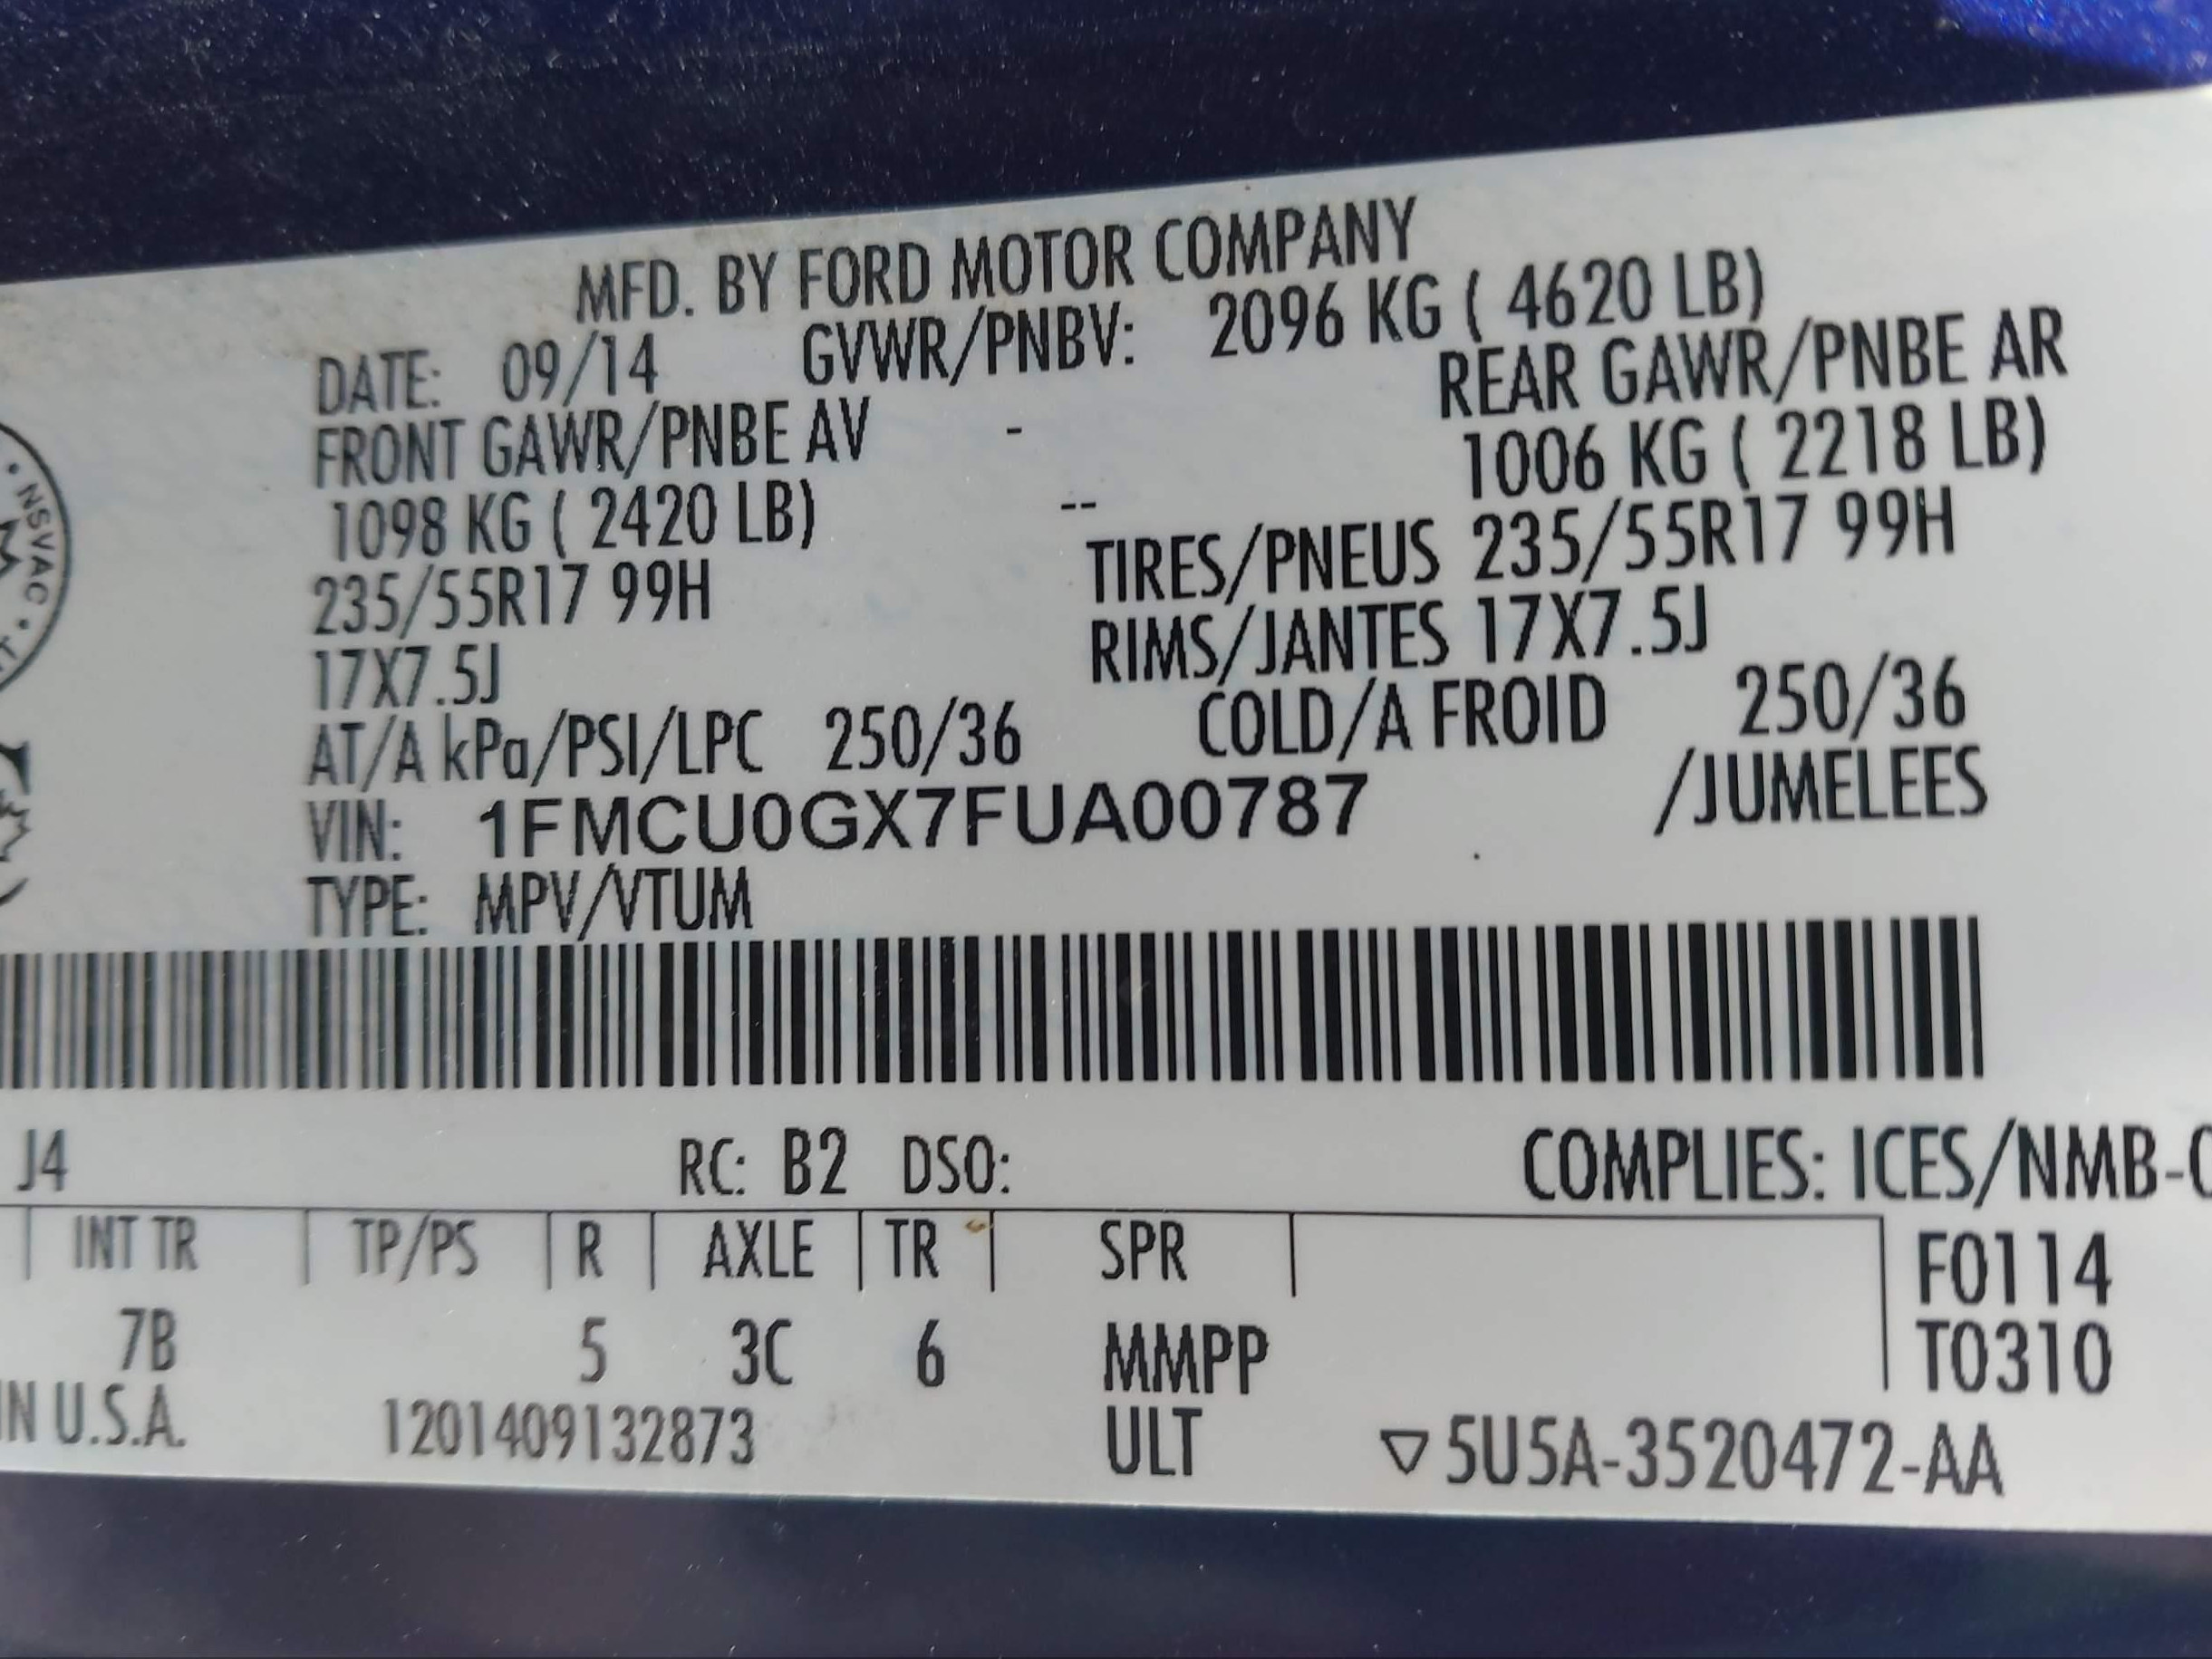 MFD. BY FORD MOTOR COMPANY
DATE: 09/14 GVWR/PNBV: 2096 KG ( 4620 LB)
FRONT GAWR/PNBE AV - REAR GAWR/PNBE AR
1098 KG ( 2420 LB) -- 1006 KG ( 2218 LB)
235/55R17 99H TIRES/PNEUS 235/55R17 99H
17X7.5J RIMS/JANTES 17X7.5J
AT/A kPa/PSI/LPC 250/36 COLD/A FROID 250/36
VIN: 1FMCU0GX7FUA00787 /JUMELEES
TYPE: MPV/VTUM
NSVAC
J4 RC: B2 DSO: COMPLIES: ICES/NMB-
INT TR TP/PS R AXLE TR SPR F0114
7B 5 3C 6 MMPP T0310
IN U.S.A. 1201409132873 ULT ▽5U5A-3520472-AA